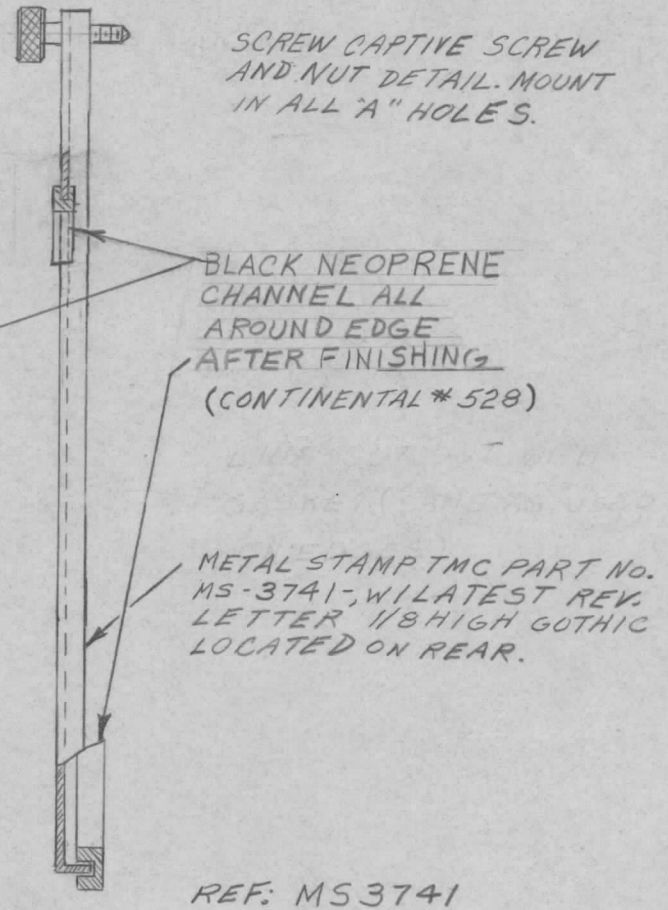 SCREW CAPTIVE SCREW
AND NUT DETAIL. MOUNT
IN ALL "A" HOLES.
BLACK NEOPRENE
CHANNEL ALL
AROUND EDGE
AFTER FINISHING
(CONTINENTAL # 528)
METAL STAMP TMC PART NO.
MS-3741-, W/LATEST REV.
LETTER 1/8 HIGH GOTHIC
LOCATED ON REAR.
REF: MS3741